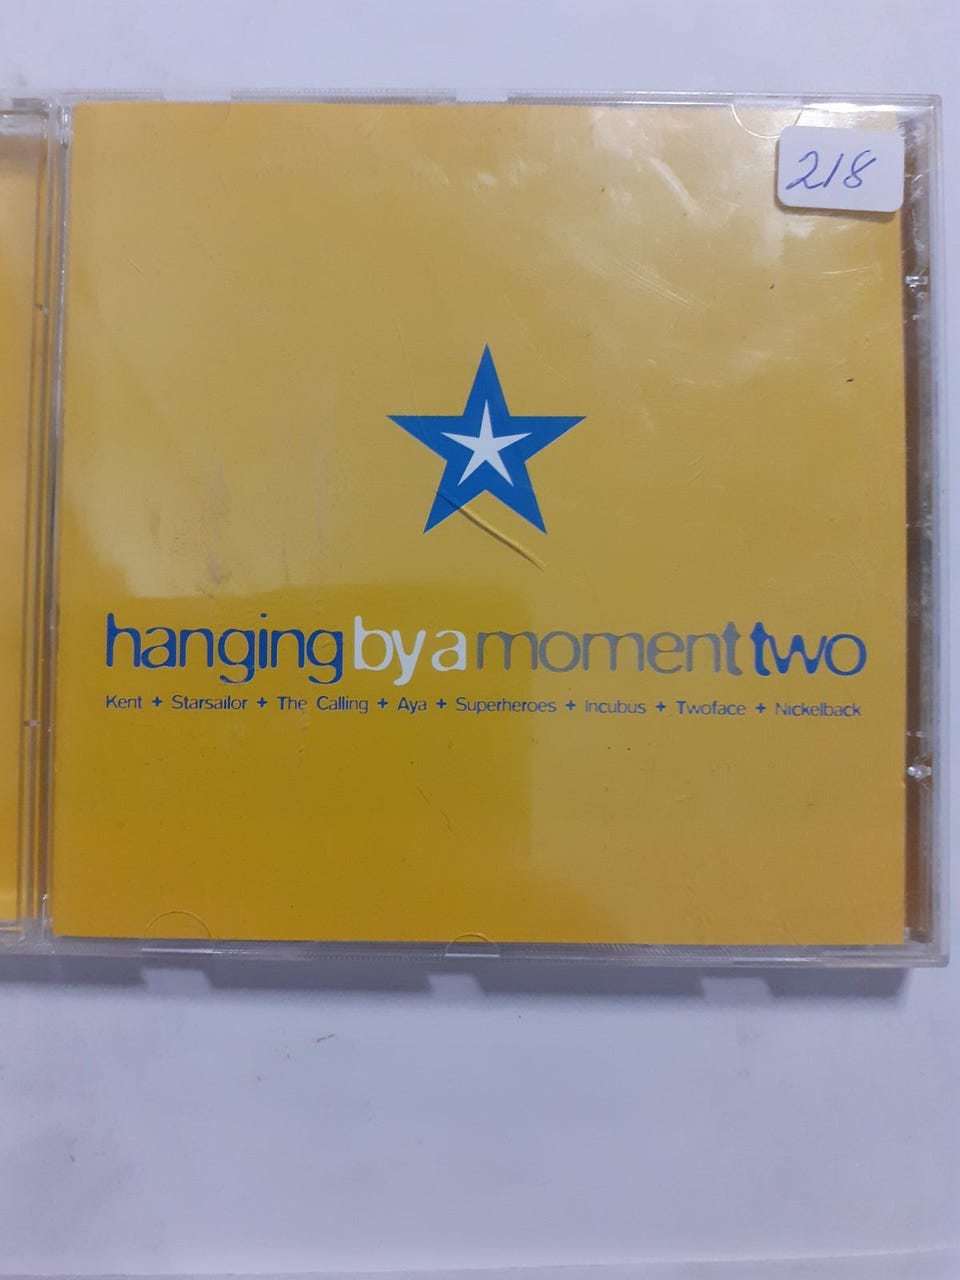 218
hanging by a moment two
Kent + Starsailor + The Calling + Aya + Superheroes + Incubus + Twoface + Nickelback